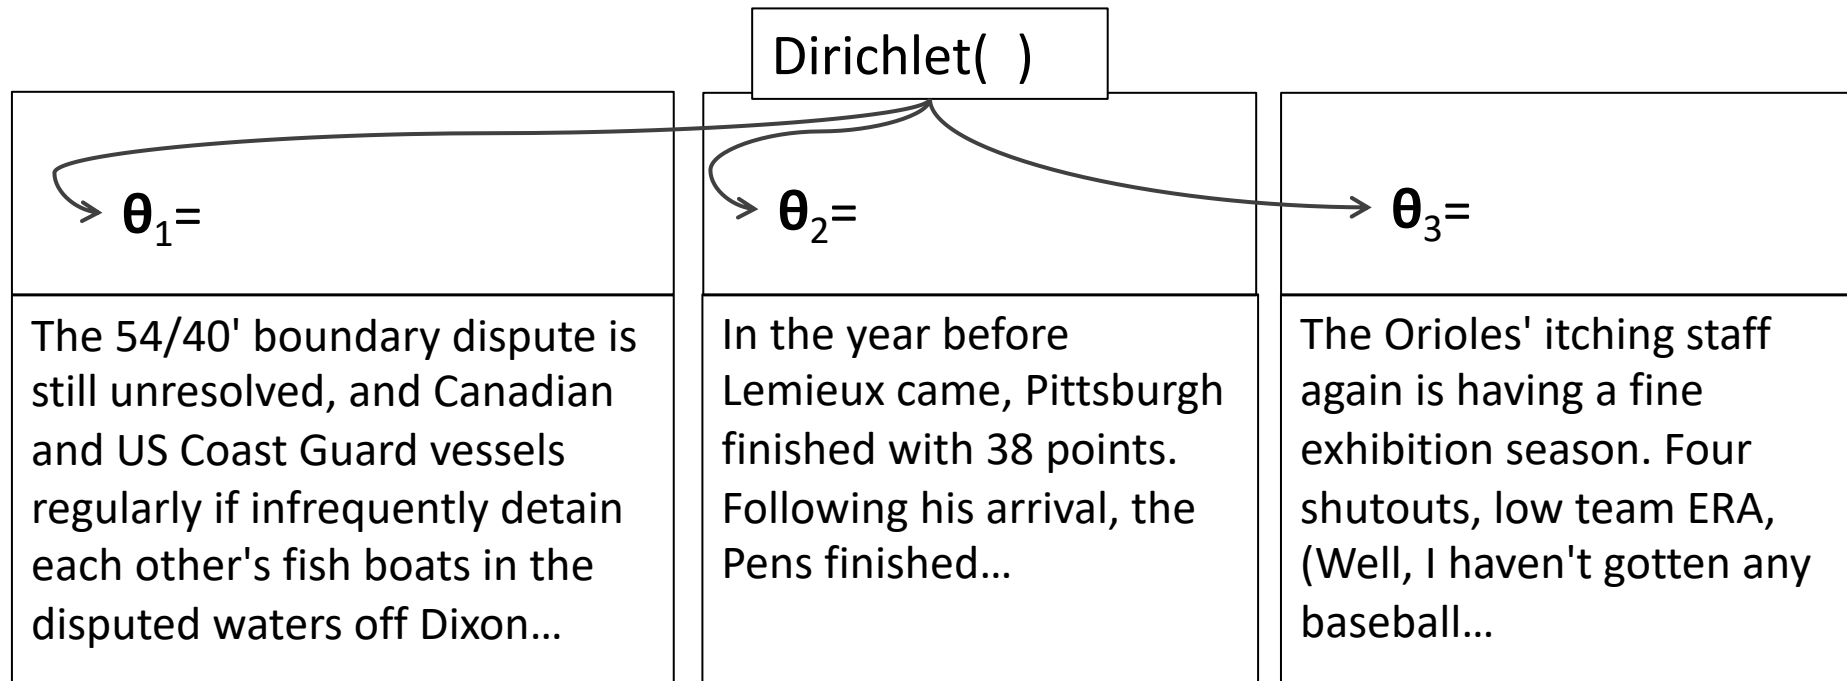 Dirichlet( )
θ1=
θ2=
θ3=
The 54/40' boundary dispute is
still unresolved, and Canadian
and US Coast Guard vessels
regularly if infrequently detain
each other's fish boats in the
disputed waters off Dixon…
In the year before
Lemieux came, Pittsburgh
finished with 38 points.
Following his arrival, the
Pens finished…
The Orioles' itching staff
again is having a fine
exhibition season. Four
shutouts, low team ERA,
(Well, I haven't gotten any
baseball…